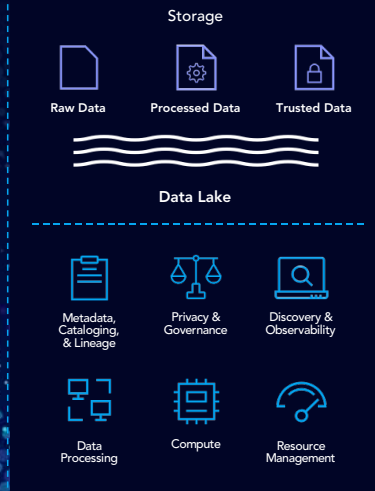 Storage
Raw Data
Processed Data
Trusted Data
Data Lake
Metadata,
Cataloging,
& Lineage
Privacy &
Governance
Discovery &
Observability
Data
Processing
Compute
Resource
Management